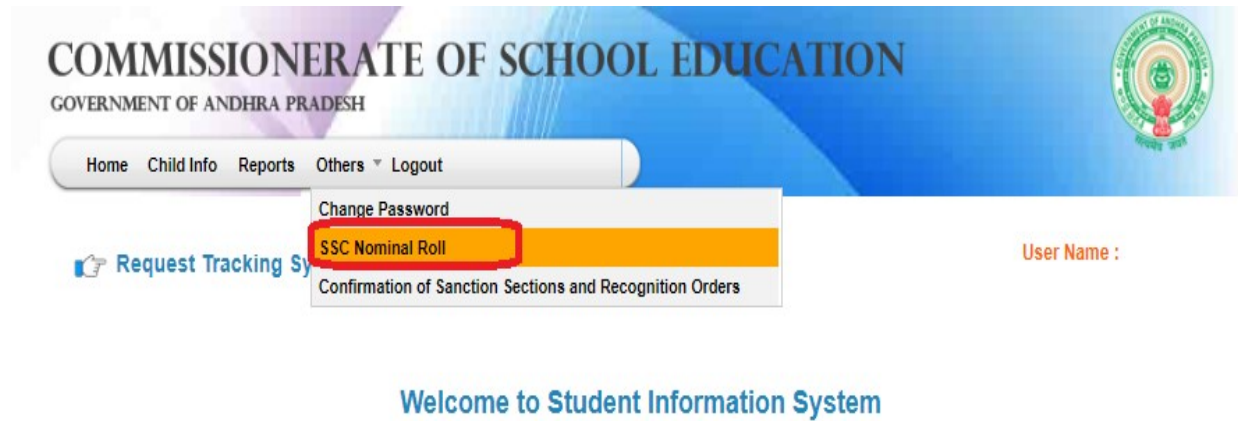 COMMISSIONERATE OF SCHOOL EDUCATION
GOVERNMENT OF ANDHRA PRADESH
Home Child Info Reports Others Logout
Change Password
SSC Nominal Roll
Confirmation of Sanction Sections and Recognition Orders
Request Tracking Sy
User Name :
Welcome to Student Information System